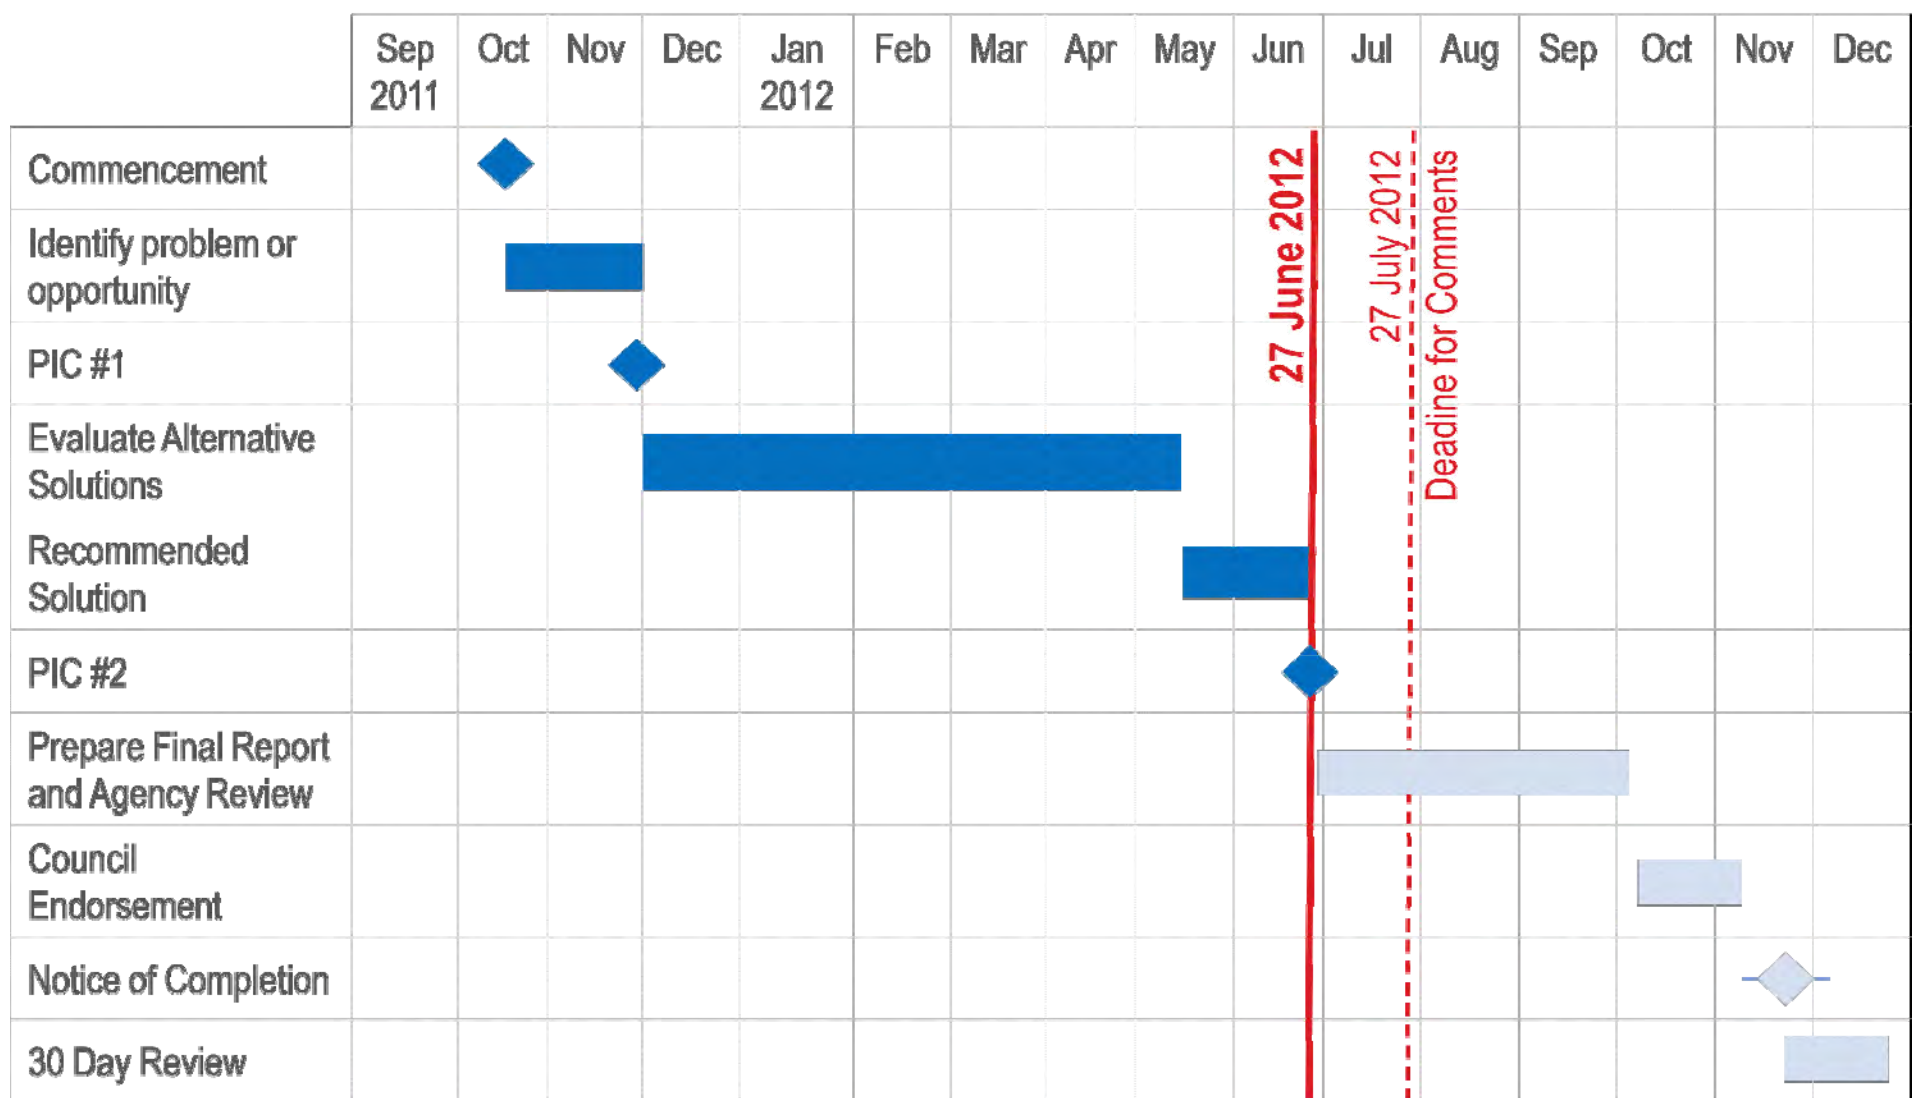 Sep 2011
Oct
Nov
Dec
Jan 2012
Feb
Mar
Apr
May
Jun
Jul
Aug
Sep
Oct
Nov
Dec
Commencement
Identify problem or
opportunity
PIC #1
Evaluate Alternative
Solutions
Recommended
Solution
PIC #2
Prepare Final Report
and Agency Review
Council
Endorsement
Notice of Completion
30 Day Review
27 June 2012
27 July 2012
Deadline for Comments